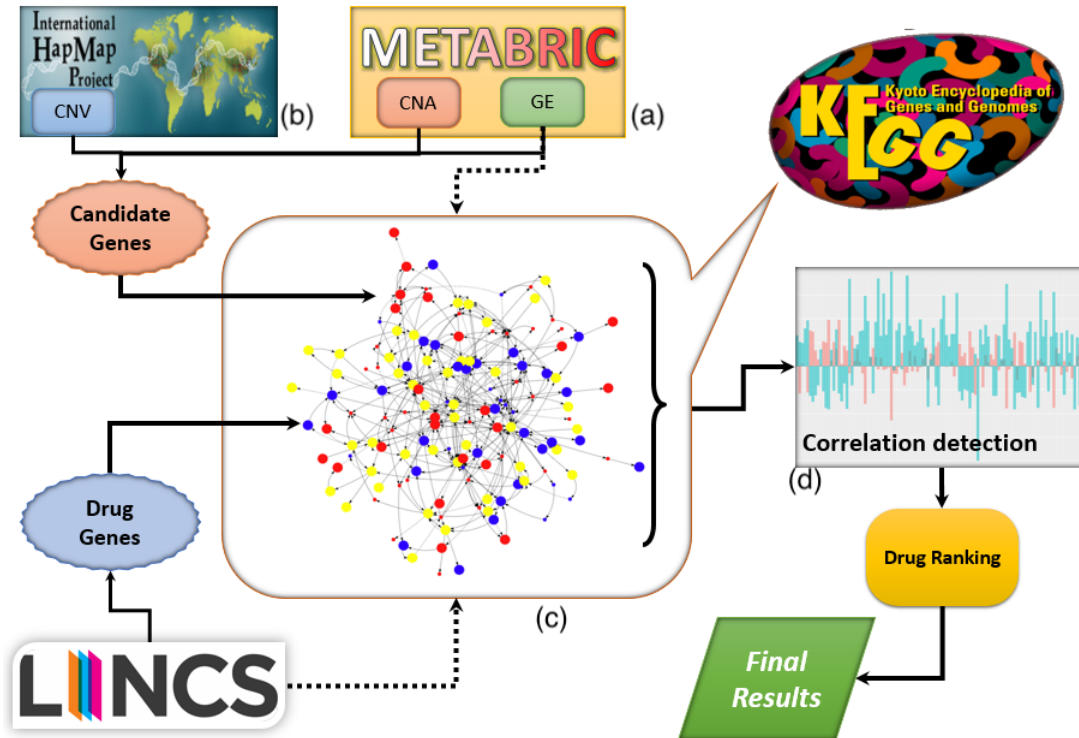 International
HapMap
Project
CNV
(b)
METABRIC
CNA
GE
(a)
Kyoto Encyclopedia of
Genes and Genomes
KEGG
Candidate
Genes
Drug
Genes
(c)
Correlation detection
(d)
Drug Ranking
LINCS
Final
Results